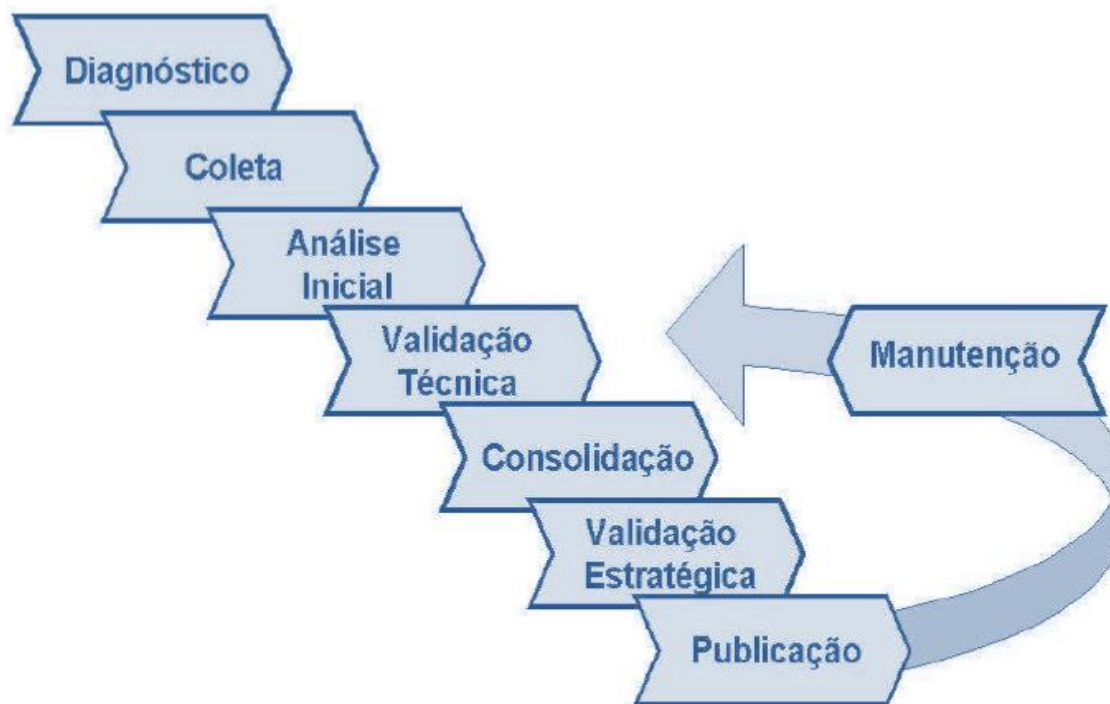 Diagnóstico
Coleta
Análise
Inicial
Validação
Técnica
Manutenção
Consolidação
Validação
Estratégica
Publicação